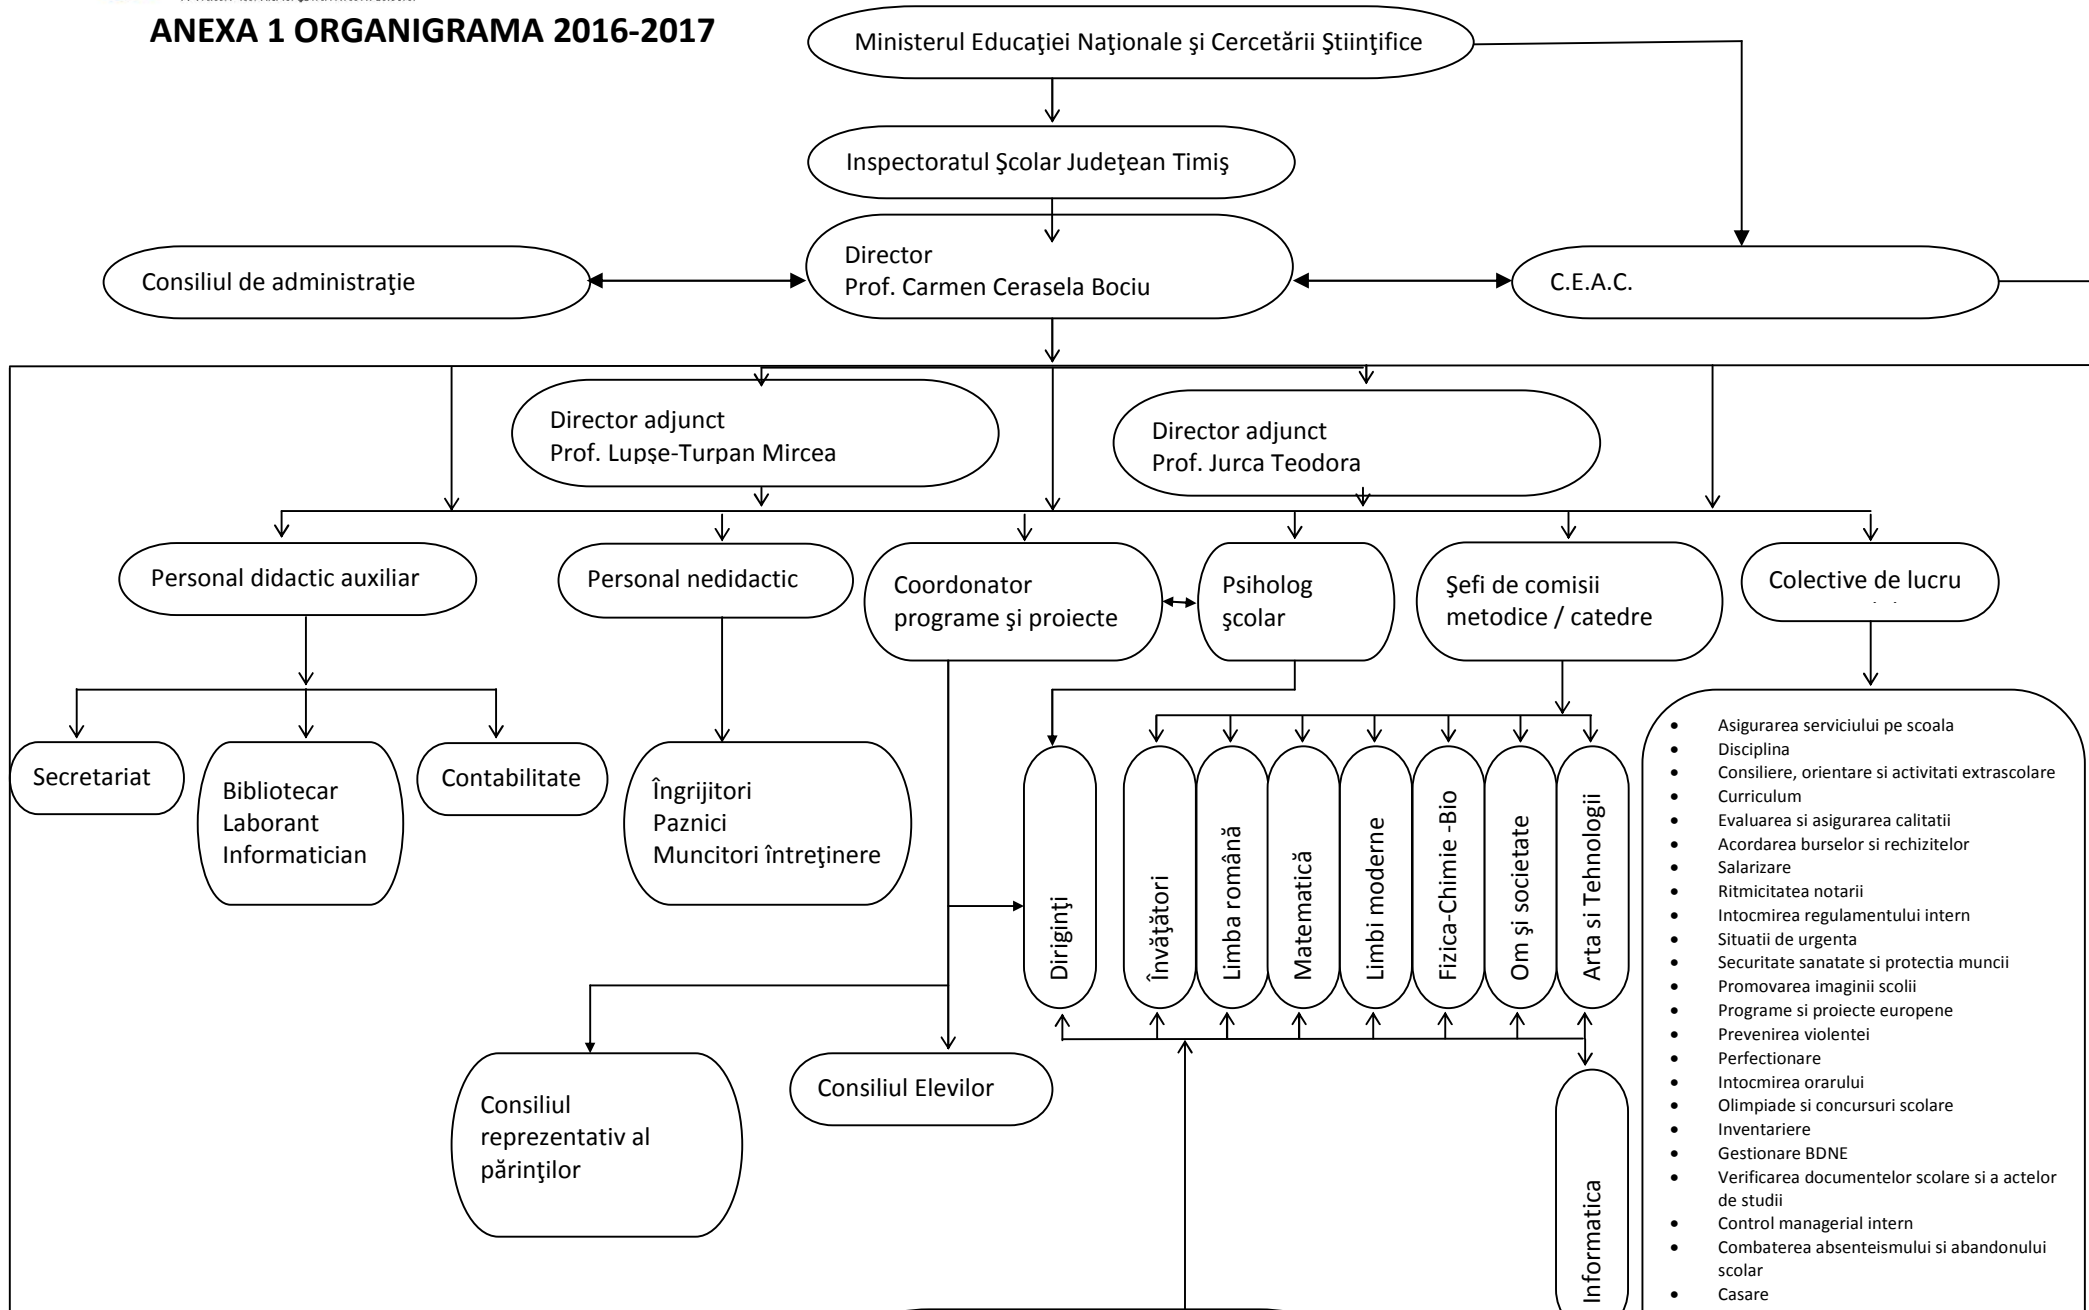 ANEXA 1 ORGANIGRAMA 2016-2017
Ministerul Educaţiei Naţionale şi Cercetării Ştiinţifice
Inspectoratul Şcolar Judeţean Timiş
Consiliul de administraţie
Director
Prof. Carmen Cerasela Bociu
C.E.A.C.
Director adjunct
Prof. Lupşe-Turpan Mircea
Director adjunct
Prof. Jurca Teodora
Personal didactic auxiliar
Personal nedidactic
Coordonator
programe şi proiecte
Psiholog
şcolar
Şefi de comisii
metodice / catedre
Colective de lucru
Secretariat
Bibliotecar
Laborant
Informatician
Contabilitate
Îngrijitori
Paznici
Muncitori întreţinere
Diriginţi
Învăţători
Limba română
Matematică
Limbi moderne
Fizica-Chimie -Bio
Om şi societate
Arta si Tehnologii
Informatica
Consiliul
reprezentativ al
părinţilor
Consiliul Elevilor
• Asigurarea serviciului pe scoala
• Disciplina
• Consiliere, orientare si activitati extrascolare
• Curriculum
• Evaluarea si asigurarea calitatii
• Acordarea burselor si rechizitelor
• Salarizare
• Ritmicitatea notarii
• Intocmirea regulamentului intern
• Situatii de urgenta
• Securitate sanatate si protectia muncii
• Promovarea imaginii scolii
• Programe si proiecte europene
• Prevenirea violentei
• Perfectionare
• Intocmirea orarului
• Olimpiade si concursuri scolare
• Inventariere
• Gestionare BDNE
• Verificarea documentelor scolare si a actelor
de studii
• Control managerial intern
• Combaterea absenteismului si abandonului
scolar
• Casare